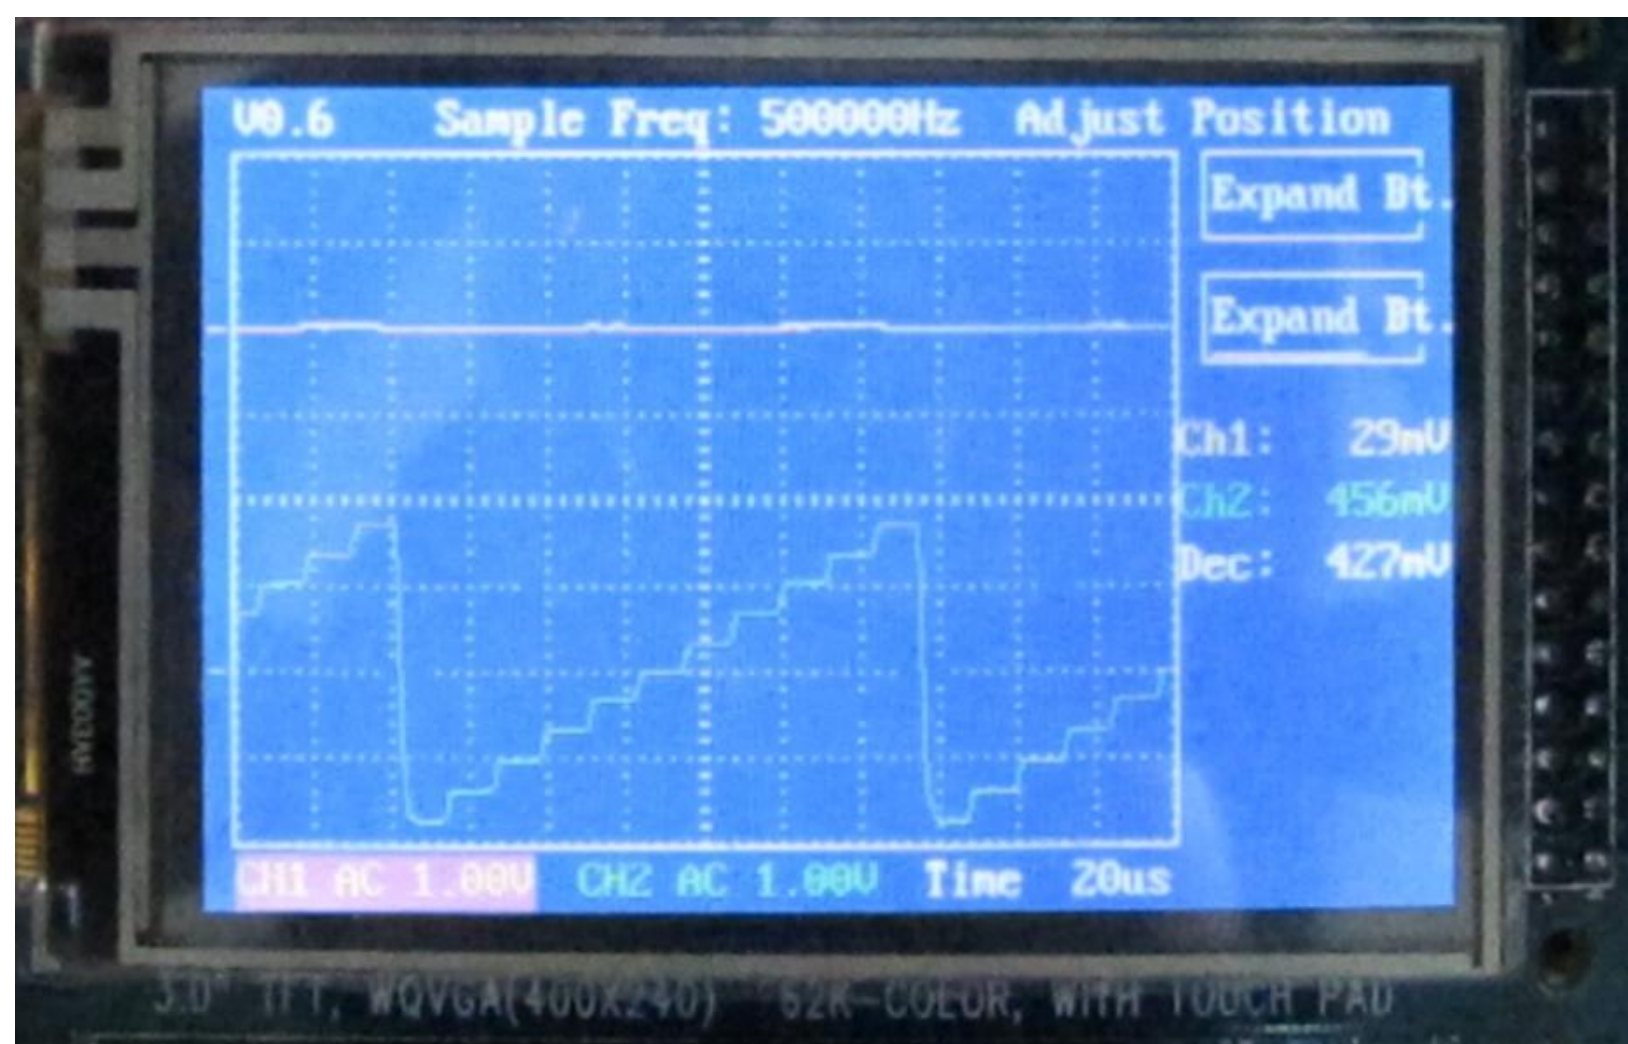 V0.6 Sample Freq: 500000Hz Adjust Position
Expand Bt.
Expand Bt.
Ch1: 29mV
Ch2: 456mV
Dec: 427mV
CH1 AC 1.00V CH2 AC 1.00V Time 20us
3.0" TFT, WQVGA(400X240) 62K-COLOR, WITH TOUCH PAD